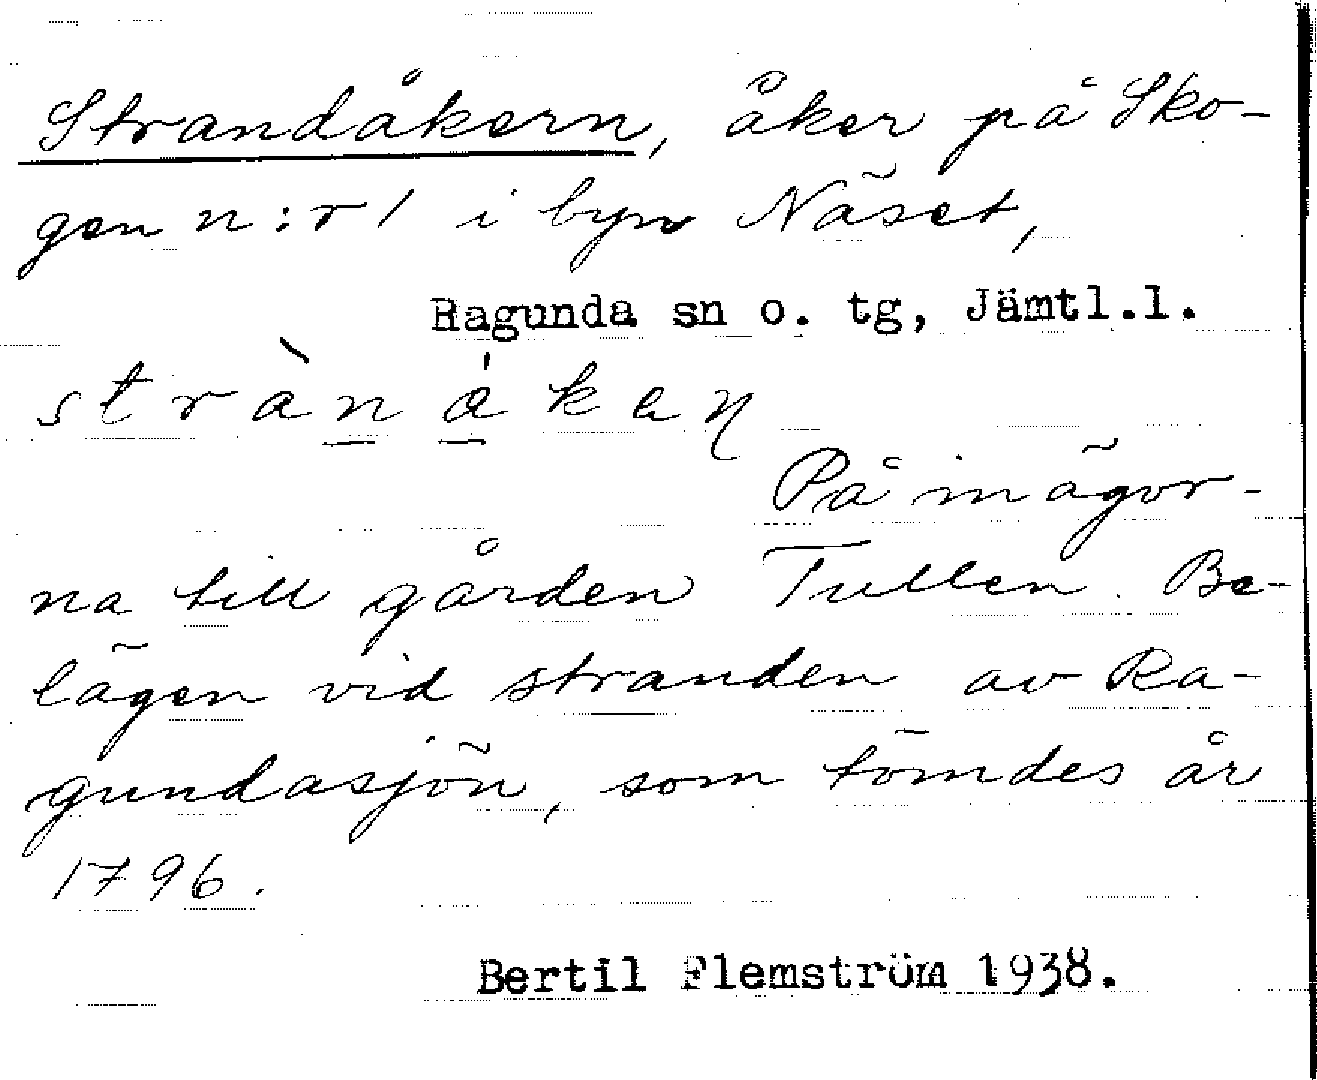 Strandåkern, åker på Sko-
gen n:r 1 i byn Näset,
Ragunda sn o. tg, Jämtl.l.
strànåken
På inägor-
na till gården Tullen. Be-
lägen vid stranden av Ra-
gundasjön, som tömdes år
1796.
Bertil Flemström 1938.